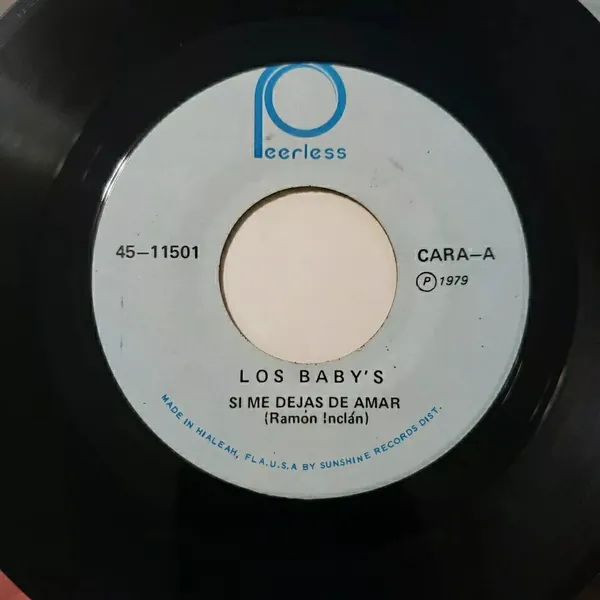 Peerless
45-11501
CARA-A
Ⓟ 1979
LOS BABY'S
SI ME DEJAS DE AMAR
(Ramón Inclán)
MADE IN HIALEAH, FLA. U.S.A BY SUNSHINE RECORDS DIST.